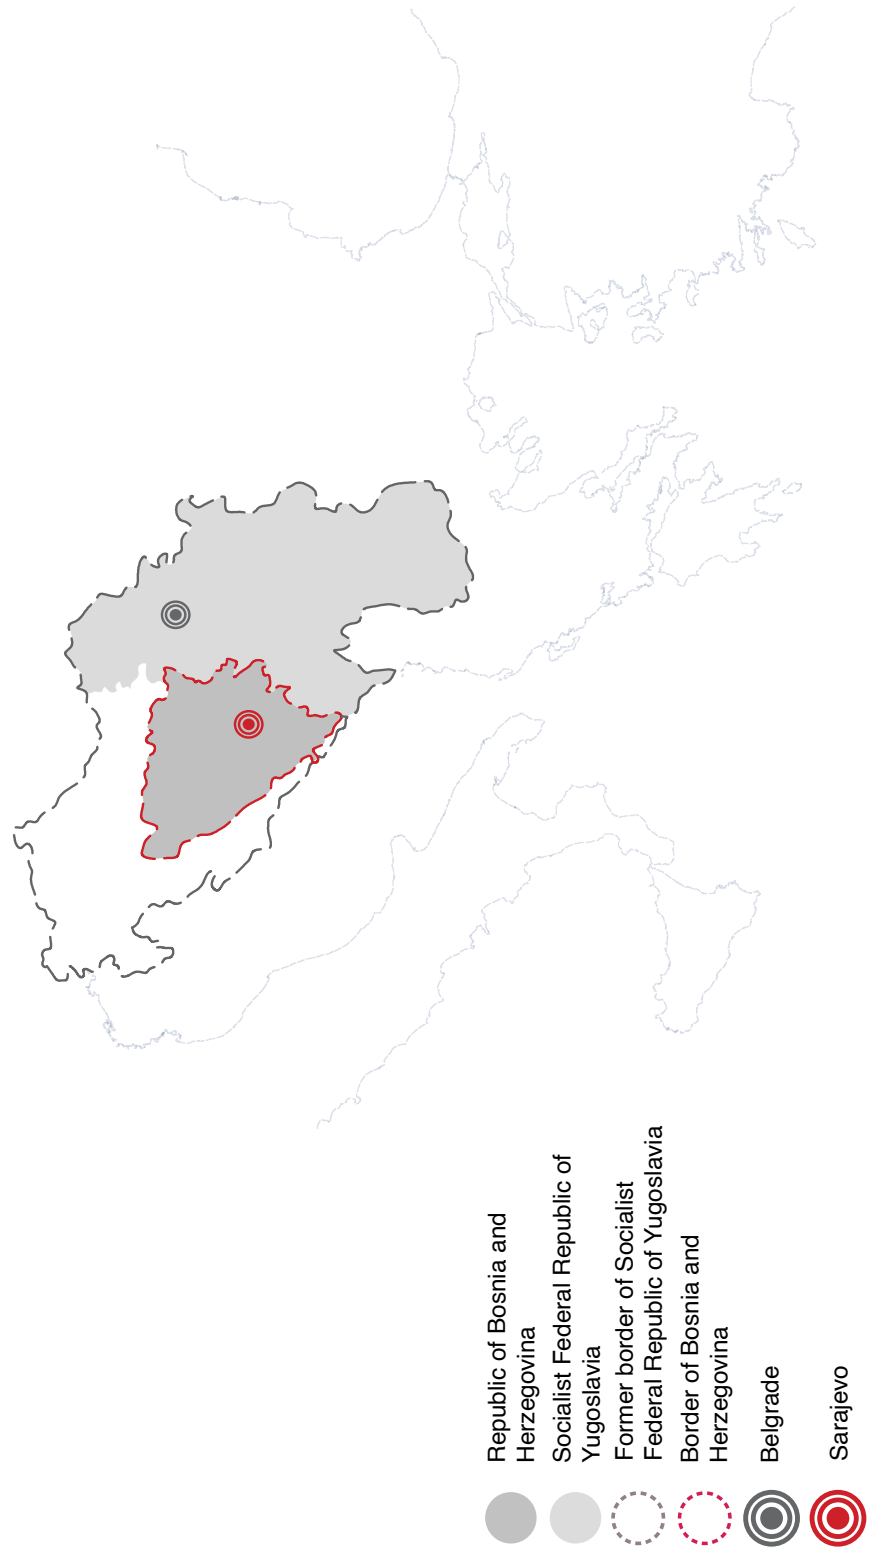 Republic of Bosnia and
Herzegovina
Socialist Federal Republic of
Yugoslavia
Former border of Socialist
Federal Republic of Yugoslavia
Border of Bosnia and
Herzegovina
Belgrade
Sarajevo